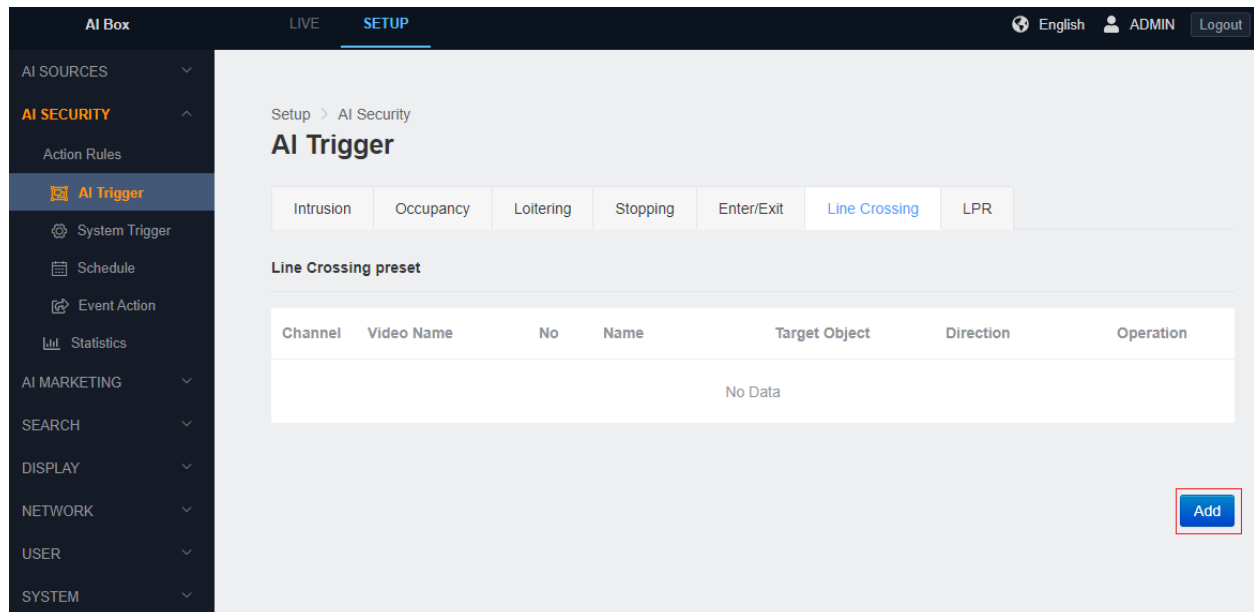 AI Box LIVE SETUP English ADMIN Logout
AI SOURCES
AI SECURITY
Action Rules
AI Trigger
System Trigger
Schedule
Event Action
Statistics
AI MARKETING
SEARCH
DISPLAY
NETWORK
USER
SYSTEM
Setup > AI Security
AI Trigger
Intrusion Occupancy Loitering Stopping Enter/Exit Line Crossing LPR
Line Crossing preset
Channel Video Name No Name Target Object Direction Operation
No Data
Add